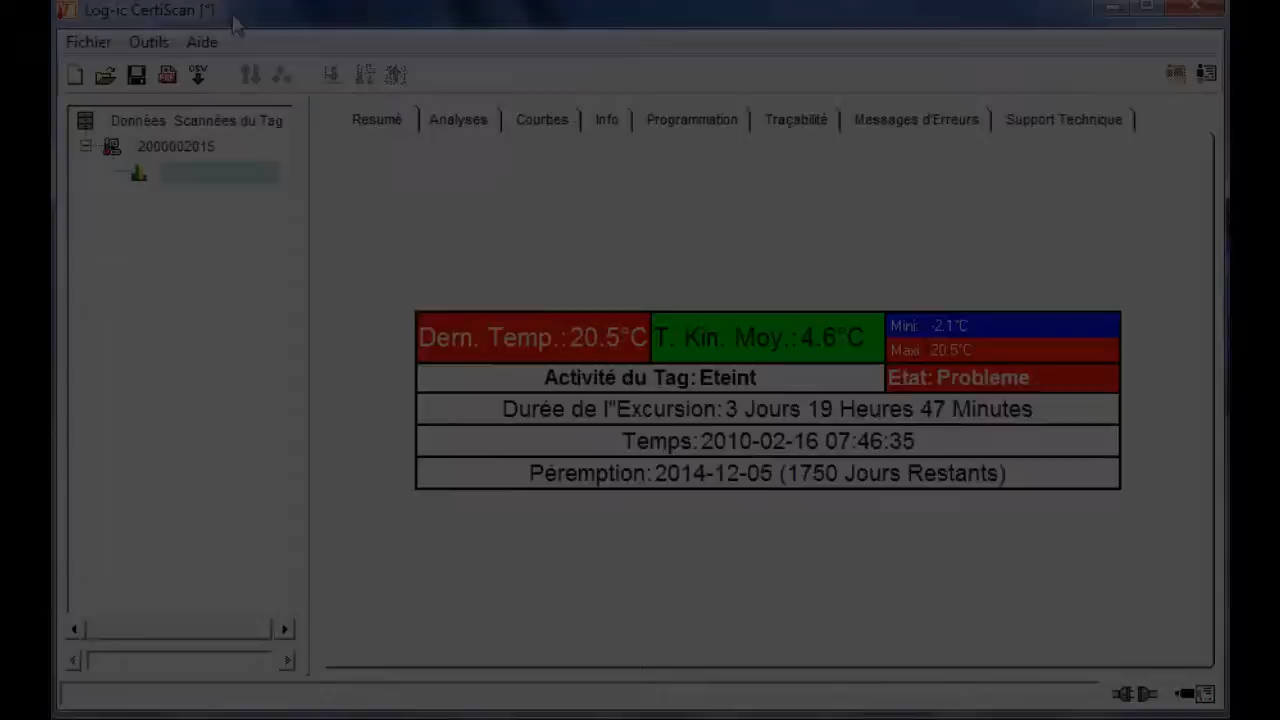 Log-ic CertiScan [*]
Fichier Outils Aide
CSV
Données Scannées du Tag
2000002015
Resumé Analyses Courbes Info Programmation Traçabilité Messages d'Erreurs Support Technique
Dern. Temp.: 20.5°C T. Kin. Moy.: 4.6°C Mini: -2.1°C
Maxi: 20.5°C
Activité du Tag: Eteint Etat: Probleme
Durée de l"Excursion: 3 Jours 19 Heures 47 Minutes
Temps: 2010-02-16 07:46:35
Péremption: 2014-12-05 (1750 Jours Restants)